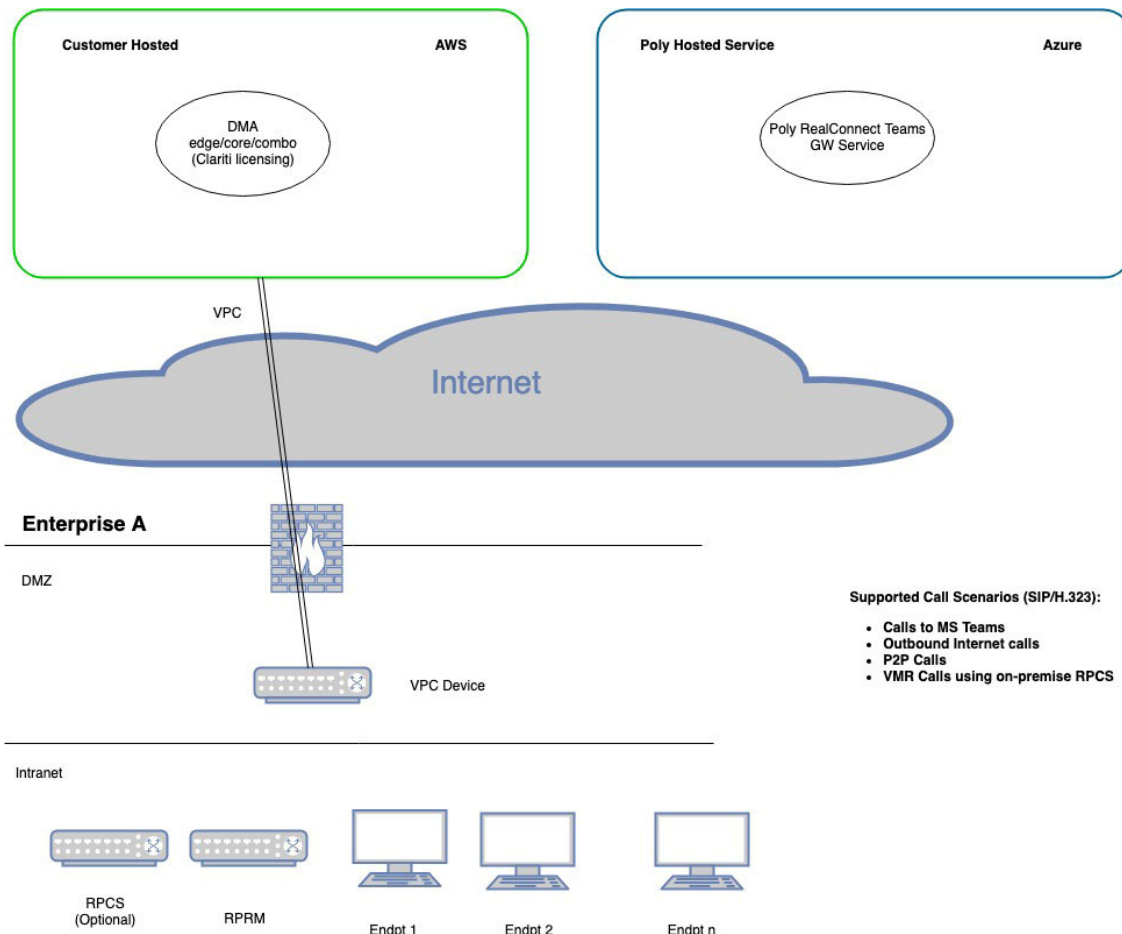 Customer Hosted
AWS
DMA
edge/core/combo
(Clariti licensing)
Poly Hosted Service
Azure
Poly RealConnect Teams
GW Service
VPC
Internet
Enterprise A
DMZ
VPC Device
Supported Call Scenarios (SIP/H.323):
• Calls to MS Teams
• Outbound Internet calls
• P2P Calls
• VMR Calls using on-premise RPCS
Intranet
RPCS
(Optional)
RPRM
Endpt 1
Endpt 2
Endpt n